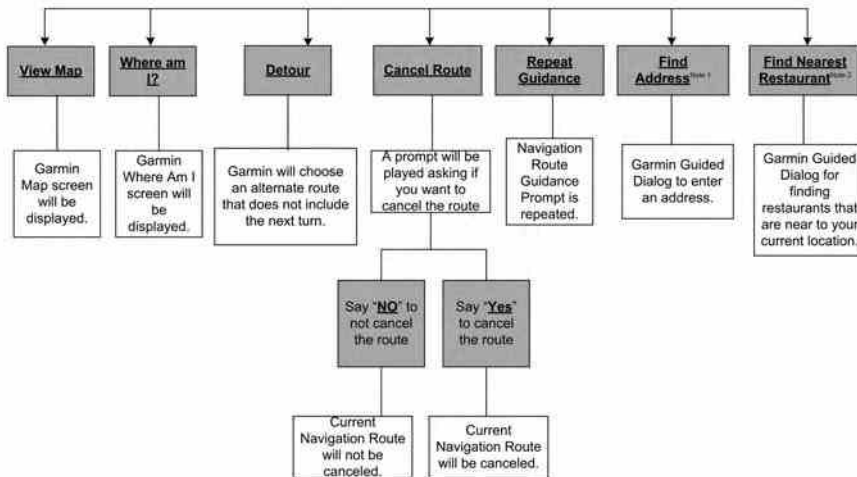 View Map
Where am
I?
Detour
Cancel Route
Repeat
Guidance
Find
Address Note 1
Find Nearest
Restaurant Note 2
Garmin
Map screen
will be
displayed.
Garmin
Where Am I
screen will
be
displayed.
Garmin will choose
an alternate route
that does not include
the next turn.
A prompt will be
played asking if
you want to
cancel the route
Navigation
Route
Guidance
Prompt is
repeated.
Garmin Guided
Dialog to enter
an address.
Garmin Guided
Dialog for
finding
restaurants that
are near to your
current location.
Say “NO” to
not cancel
the route
Say “Yes”
to cancel
the route
Current
Navigation Route
will not be
canceled.
Current
Navigation Route
will be canceled.